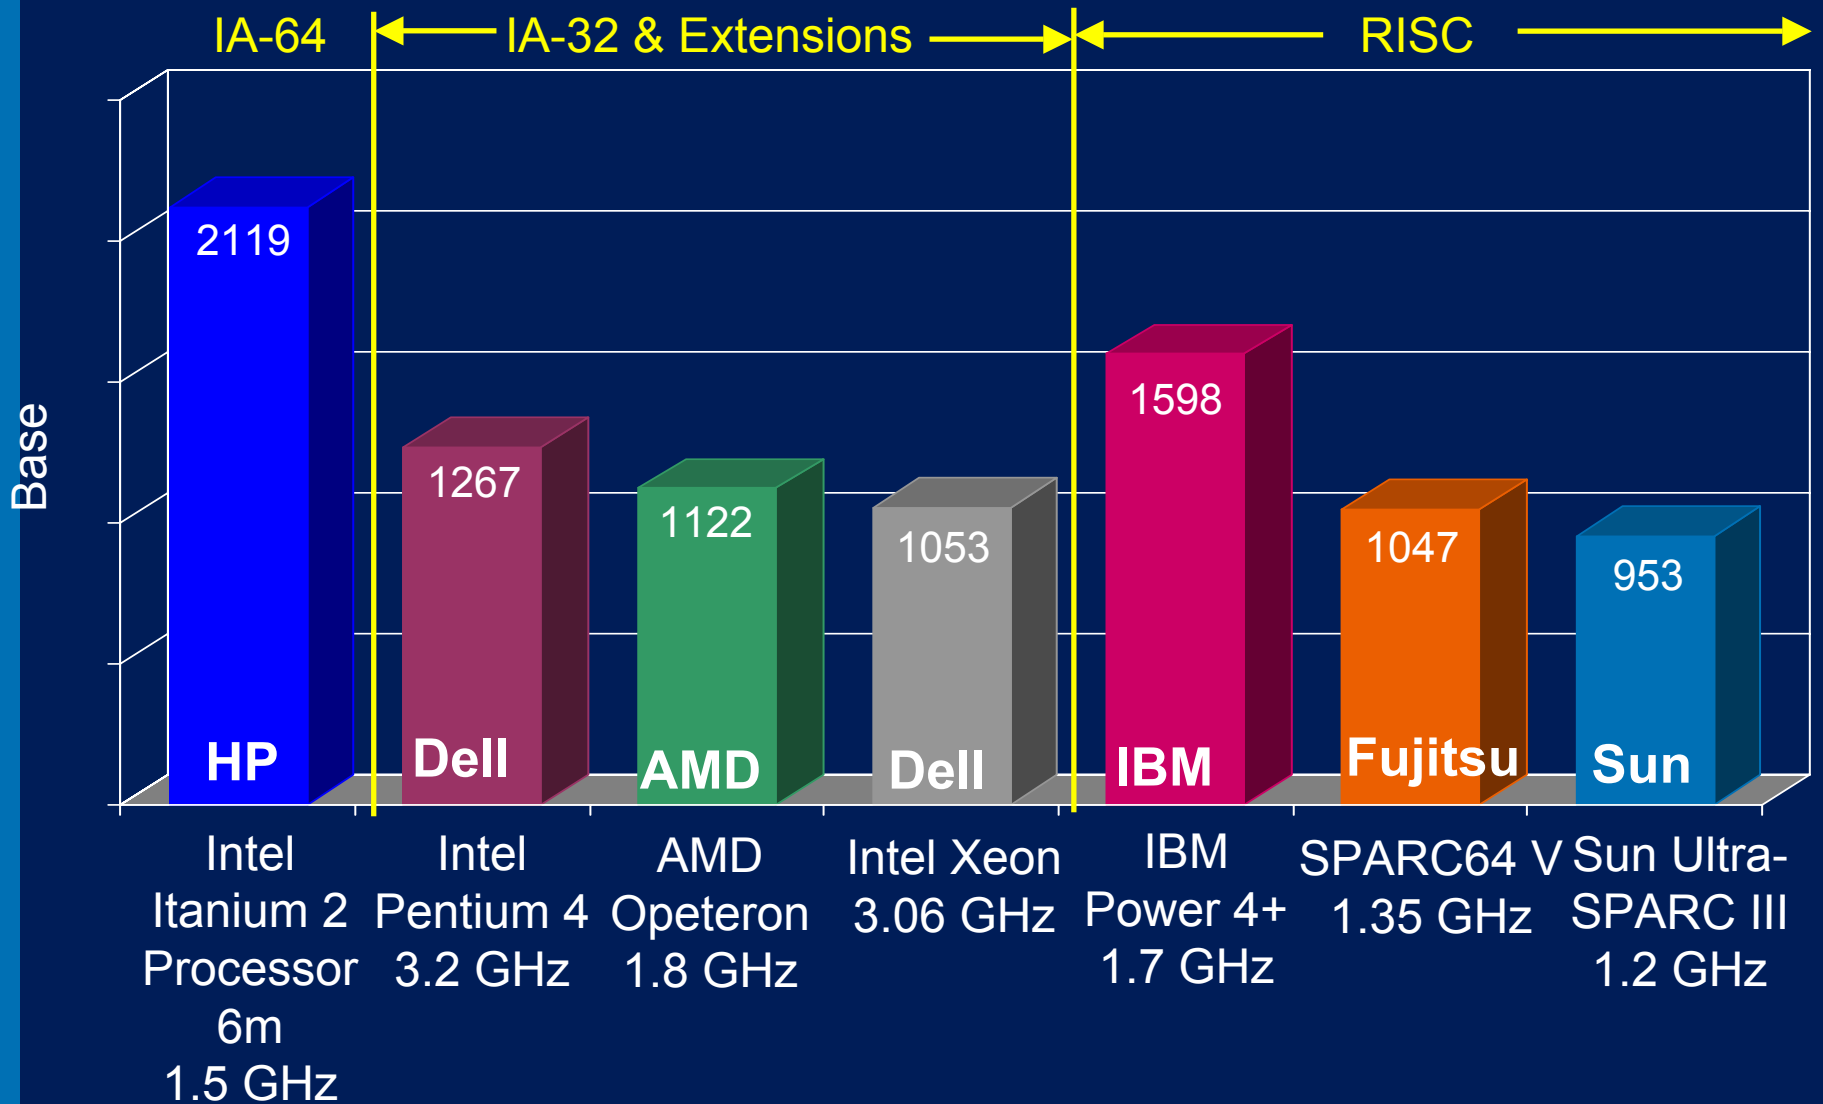 IA-64
IA-32 & Extensions
RISC
Base
2119
1267
1122
1053
1598
1047
953
HP
Dell
AMD
Dell
IBM
Fujitsu
Sun
Intel
Itanium 2
Processor
6m
1.5 GHz
Intel
Pentium 4
3.2 GHz
AMD
Opeteron
1.8 GHz
Intel Xeon
3.06 GHz
IBM
Power 4+
1.7 GHz
SPARC64 V
1.35 GHz
Sun Ultra-
SPARC III
1.2 GHz